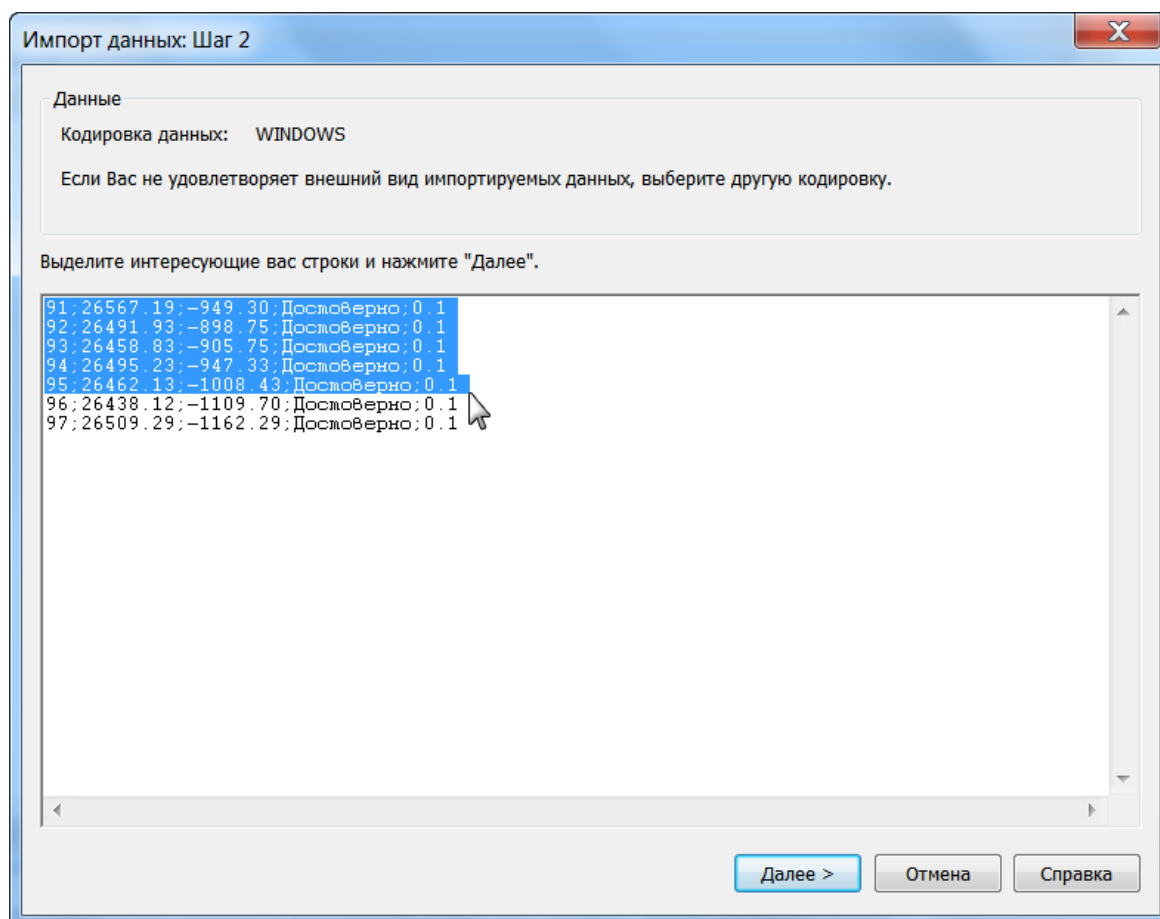 Импорт данных: Шаг 2
Данные
Кодировка данных: WINDOWS
Если Вас не удовлетворяет внешний вид импортируемых данных, выберите другую кодировку.
Выделите интересующие вас строки и нажмите "Далее".
91;26567.19;-949.30;Достоверно;0.1
92;26491.93;-898.75;Достоверно;0.1
93;26458.83;-905.75;Достоверно;0.1
94;26495.23;-947.33;Достоверно;0.1
95;26462.13;-1008.43;Достоверно;0.1
96;26438.12;-1109.70;Достоверно;0.1
97;26509.29;-1162.29;Достоверно;0.1
Далее > Отмена Справка